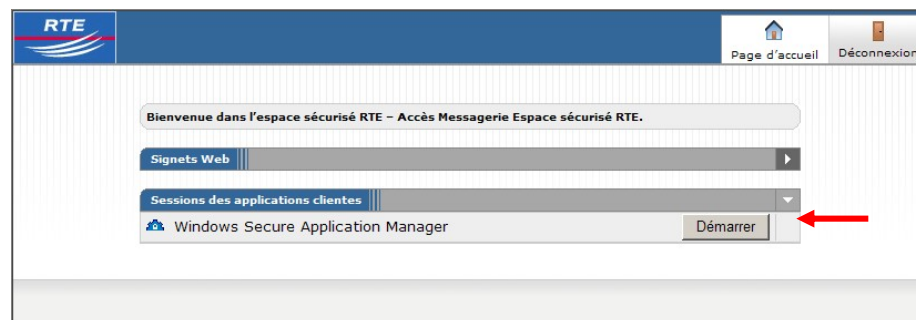 RTE
Page d'accueil
Déconnexion
Bienvenue dans l'espace sécurisé RTE – Accès Messagerie Espace sécurisé RTE.
Signets Web
Sessions des applications clientes
Windows Secure Application Manager
Démarrer